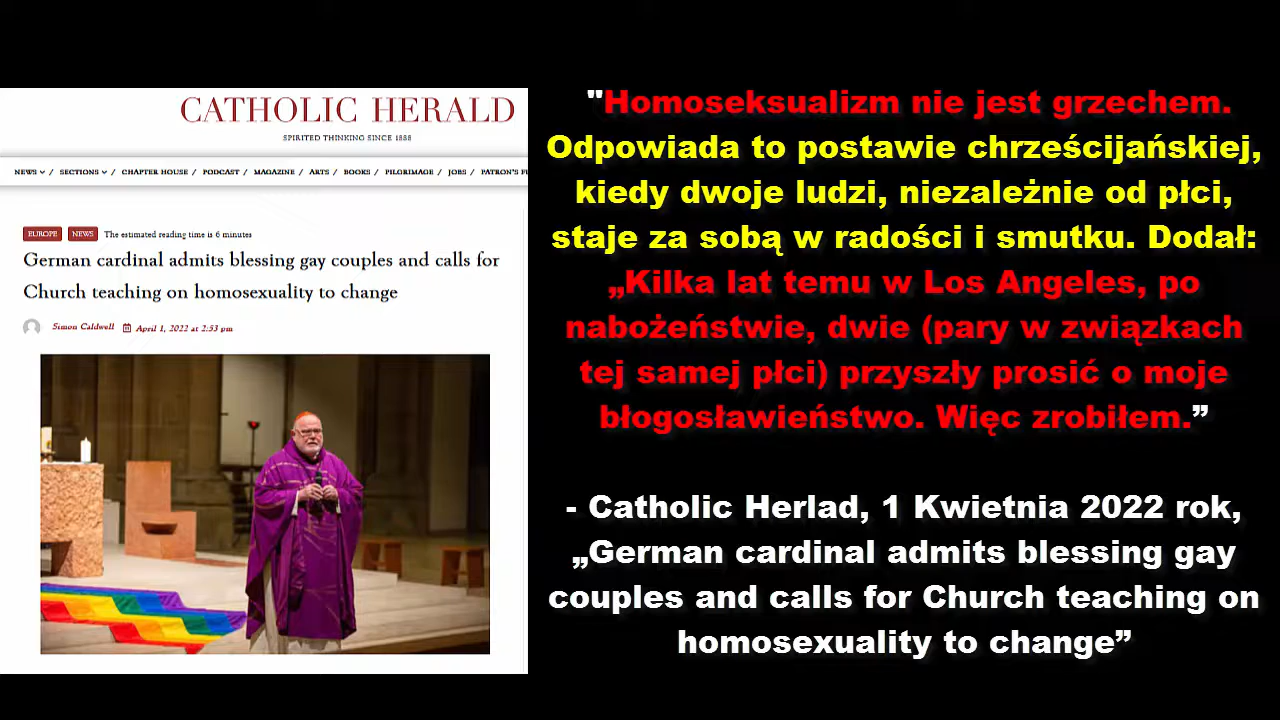 CATHOLIC HERALD
SPIRITED THINKING SINCE 1888
NEWS / SECTIONS / CHAPTER HOUSE / PODCAST / MAGAZINE / ARTS / BOOKS / PILGRIMAGE / JOBS / PATRON'S
EUROPE NEWS The estimated reading time is 6 minutes
German cardinal admits blessing gay couples and calls for
Church teaching on homosexuality to change
Simon Caldwell April 1, 2022 at 2:53 pm
"Homoseksualizm nie jest grzechem.
Odpowiada to postawie chrześcijańskiej,
kiedy dwoje ludzi, niezależnie od płci,
staje za sobą w radości i smutku. Dodał:
„Kilka lat temu w Los Angeles, po
nabożeństwie, dwie (pary w związkach
tej samej płci) przyszły prosić o moje
błogosławieństwo. Więc zrobiłem.”
- Catholic Herlad, 1 Kwietnia 2022 rok,
„German cardinal admits blessing gay
couples and calls for Church teaching on
homosexuality to change”